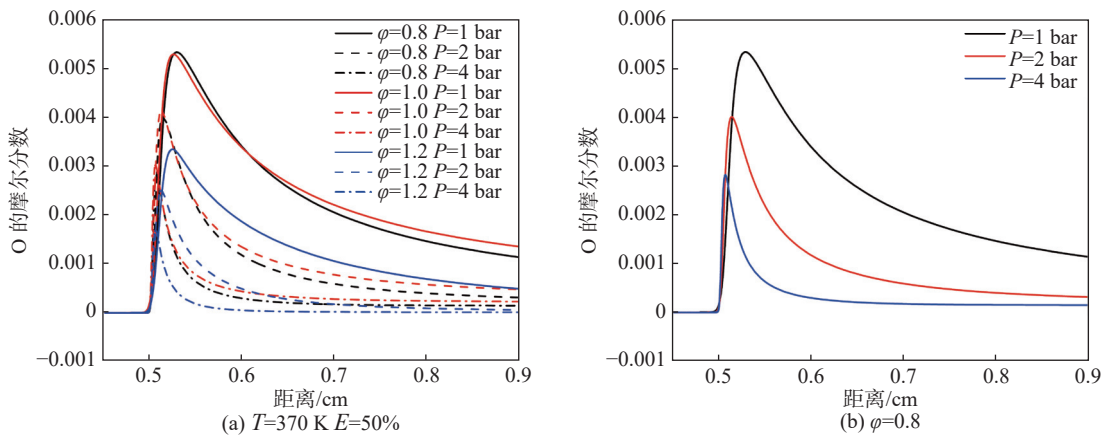 0.006
0.005
0.004
0.003
0.002
0.001
0
−0.001
O 的摩尔分数
φ=0.8 P=1 bar
φ=0.8 P=2 bar
φ=0.8 P=4 bar
φ=1.0 P=1 bar
φ=1.0 P=2 bar
φ=1.0 P=4 bar
φ=1.2 P=1 bar
φ=1.2 P=2 bar
φ=1.2 P=4 bar
0.5 0.6 0.7 0.8 0.9
距离/cm
(a) T=370 K E=50%
0.006
0.005
0.004
0.003
0.002
0.001
0
−0.001
O 的摩尔分数
P=1 bar
P=2 bar
P=4 bar
0.5 0.6 0.7 0.8 0.9
距离/cm
(b) φ=0.8